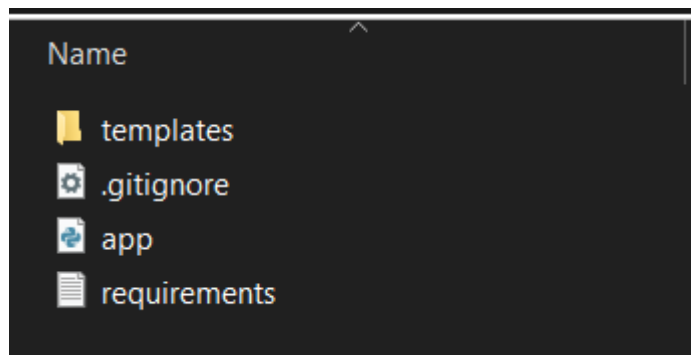 Name
templates
.gitignore
app
requirements